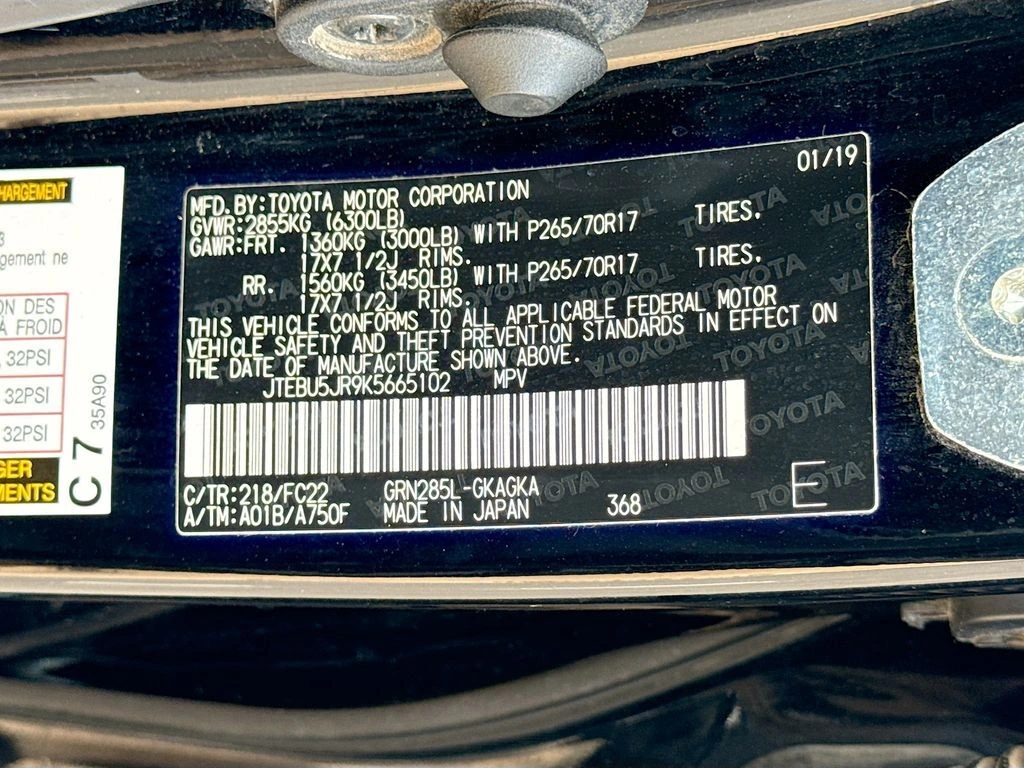 HARGEMENT
gement ne
ON DES
À FROID
32PSI
32PSI
32PSI
GER
MENTS
C 7
35A90
01/19
MFD. BY: TOYOTA MOTOR CORPORATION
GVWR: 2855KG (6300LB)
GAWR: FRT. 1360KG (3000LB) WITH P265/70R17 TIRES.
17X7 1/2J RIMS.
RR. 1560KG (3450LB) WITH P265/70R17 TIRES.
17X7 1/2J RIMS.
THIS VEHICLE CONFORMS TO ALL APPLICABLE FEDERAL MOTOR
VEHICLE SAFETY AND THEFT PREVENTION STANDARDS IN EFFECT ON
THE DATE OF MANUFACTURE SHOWN ABOVE.
JTEBU5JR9K5665102 MPV
C/TR: 218/FC22 GRN285L-GKAGKA
A/TM: A01B/A750F MADE IN JAPAN 368
E
TOYOTA